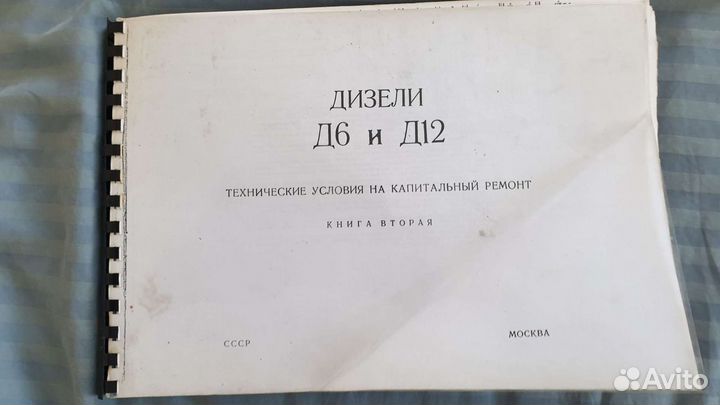 ДИЗЕЛИ
Д6 и Д12
ТЕХНИЧЕСКИЕ УСЛОВИЯ НА КАПИТАЛЬНЫЙ РЕМОНТ
КНИГА ВТОРАЯ
СССР
МОСКВА
Avito